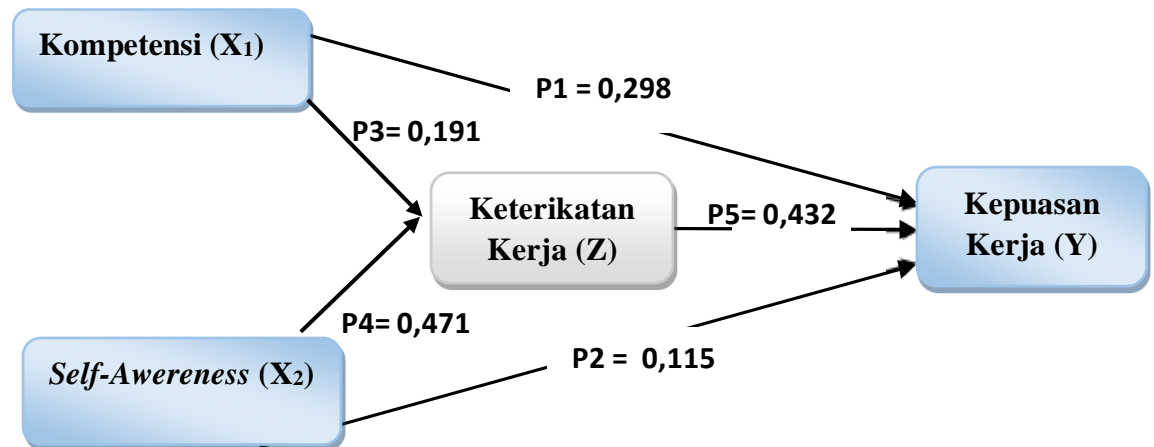 Kompetensi (X₁)
P1 = 0,298
P3= 0,191
Keterikatan
Kerja (Z)
P5= 0,432
Kepuasan
Kerja (Y)
P4= 0,471
P2 =  0,115
Self-Awereness (X₂)